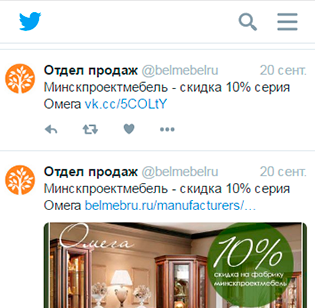 Отдел продаж @belmebelru 20 сент.
Минскпроектмебель - скидка 10% серия
Омега vk.cc/5COLtY
Отдел продаж @belmebelru 20 сент.
Минскпроектмебель - скидка 10% серия
Омега belmebru.ru/manufacturers/…
Омега
10%
скидка на фабрику
минскпроектмебель